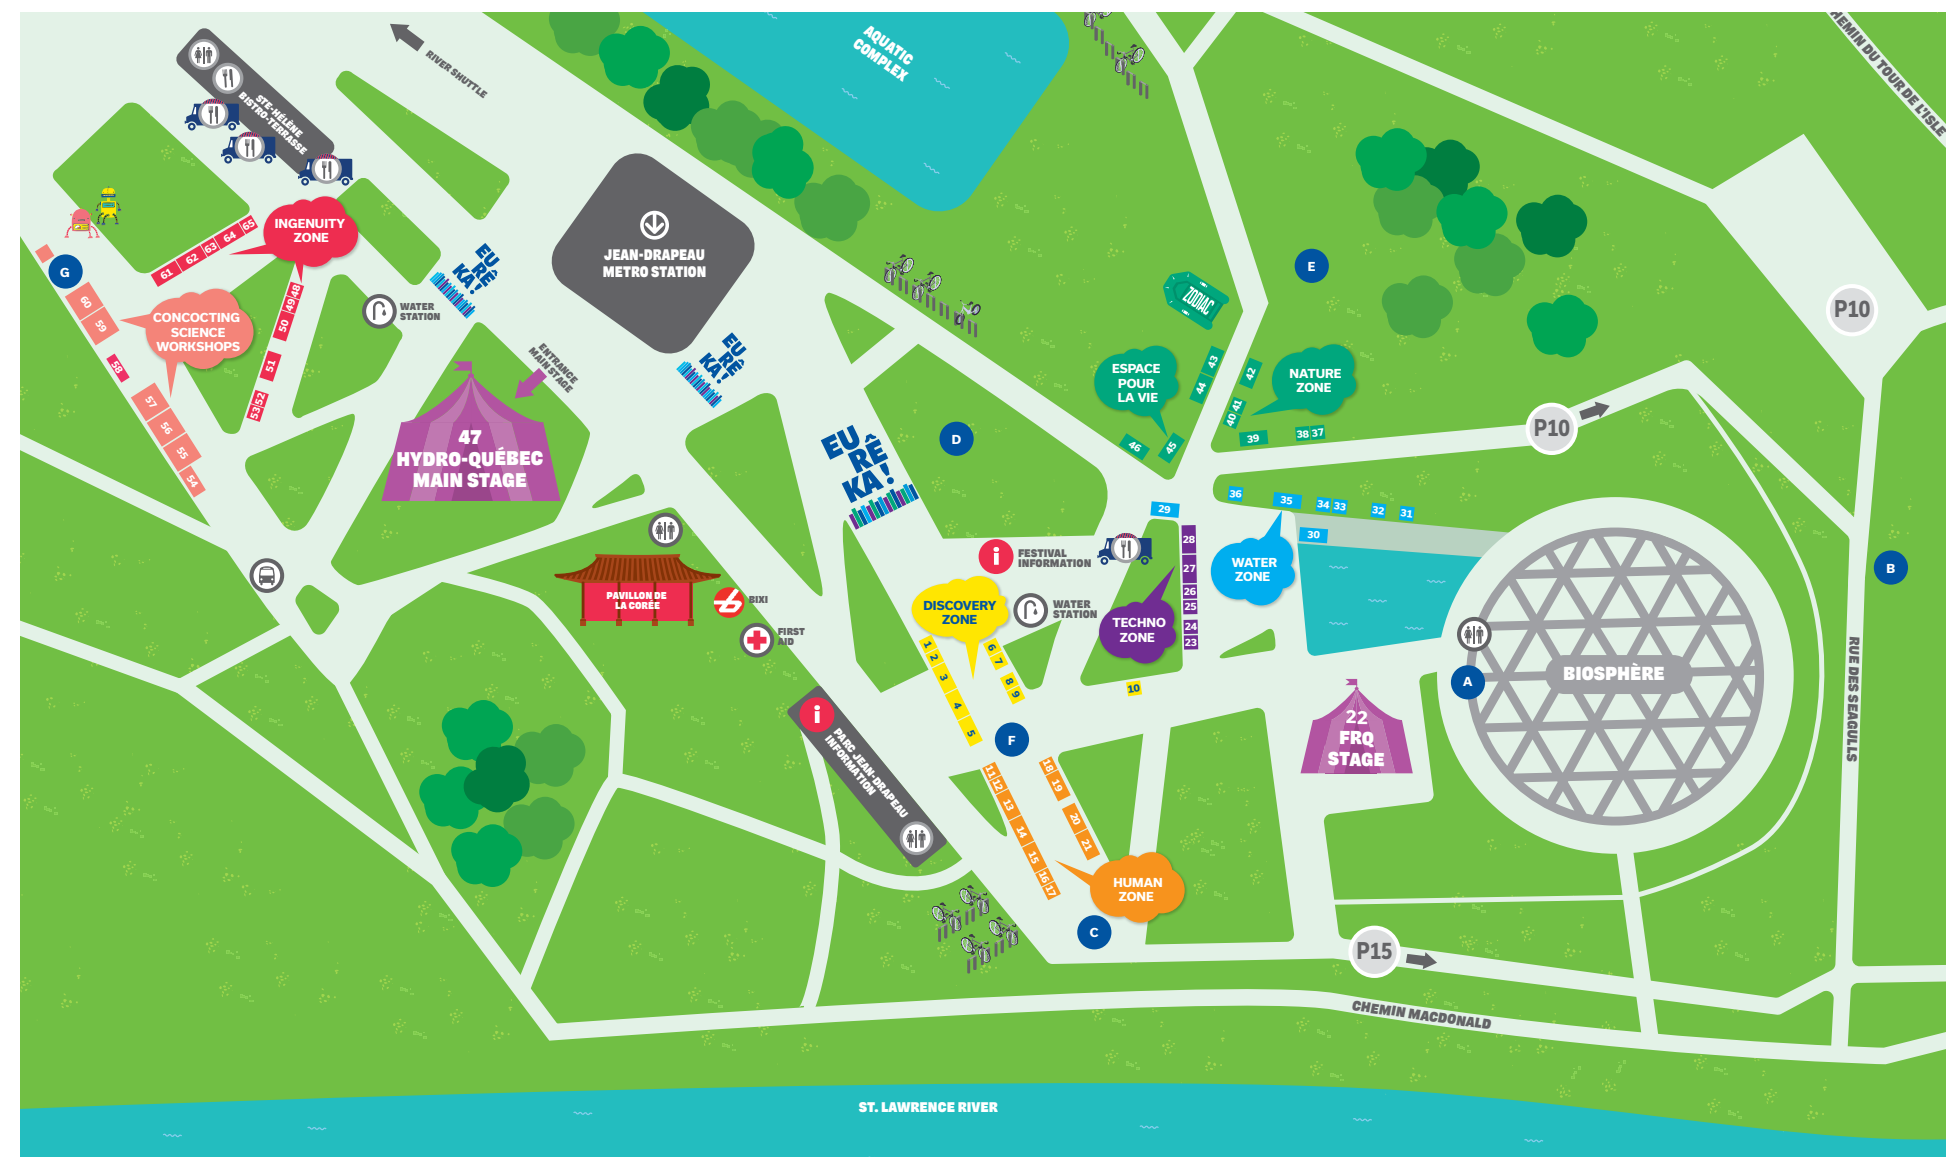 AQUATIC
COMPLEX
CHEMIN DU TOUR DE L'ISLE
RIVER SHUTTLE
STE-HÉLÈNE
BISTRO-TERRASSE
INGENUITY
ZONE
61
62
63
64
65
G
60
59
58
57
56
55
54
CONCOCTING
SCIENCE
WORKSHOPS
48
49
50
51
52
53
WATER
STATION
EU
RÊ
KA!
JEAN-DRAPEAU
METRO STATION
EU
RÊ
KA!
ENTRANCE
MAIN STAGE
47
HYDRO-QUÉBEC
MAIN STAGE
EU
RÊ
KA!
D
E
ZODIAC
ESPACE
POUR
LA VIE
43
44
42
41
40
NATURE
ZONE
39
38
37
46
45
P10
P10
36
35
34
33
32
31
30
29
WATER
ZONE
28
27
26
25
24
23
TECHNO
ZONE
i
FESTIVAL
INFORMATION
WATER
STATION
DISCOVERY
ZONE
1
2
3
4
5
6
7
8
9
10
PAVILLON DE
LA CORÉE
BIXI
FIRST
AID
i
PARC JEAN-DRAPEAU
INFORMATION
F
11
12
13
14
15
16
17
18
19
20
21
HUMAN
ZONE
C
22
FRQ
STAGE
A
BIOSPHÈRE
B
RUE DES SEAGULLS
P15
CHEMIN MACDONALD
ST. LAWRENCE RIVER